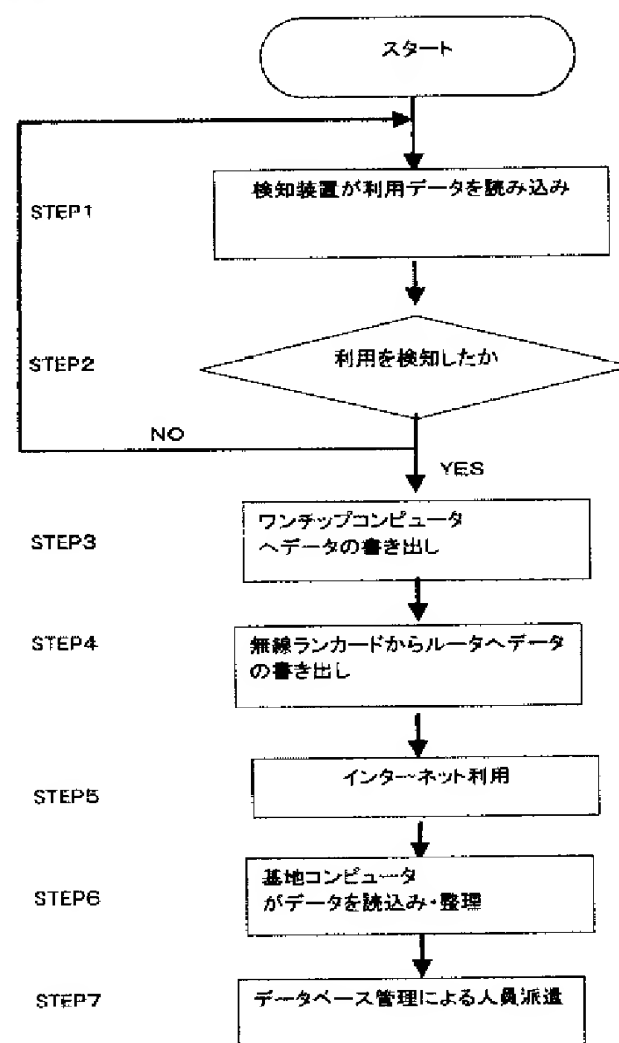 スタート
STEP1
検知装置が利用データを読み込み
STEP2
利用を検知したか
NO
YES
STEP3
ワンチップコンピュータ
へデータの書き出し
STEP4
無線ランカードからルータへデータ
の書き出し
STEP5
インターネット利用
STEP6
基地コンピュータ
がデータを読込み・整理
STEP7
データベース管理による人員派遣